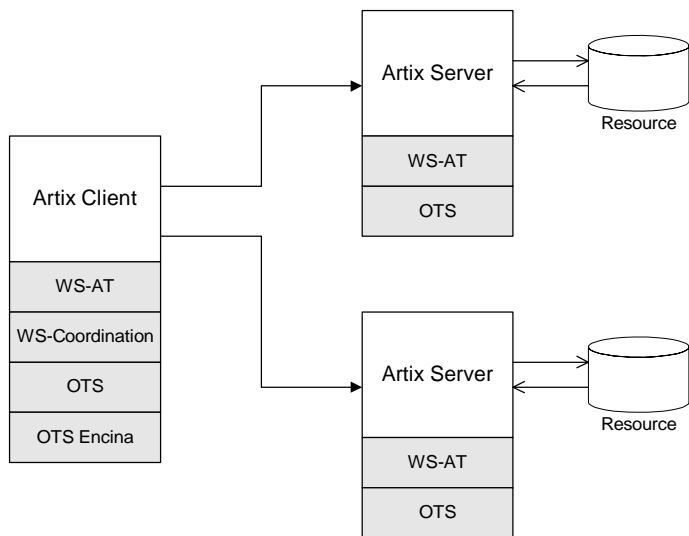 Artix Server
WS-AT
OTS
Resource
Artix Client
WS-AT
WS-Coordination
OTS
OTS Encina
Artix Server
WS-AT
OTS
Resource